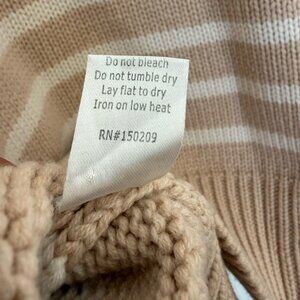 Do not bleach
Do not tumble dry
Lay flat to dry
Iron on low heat
RN#150209